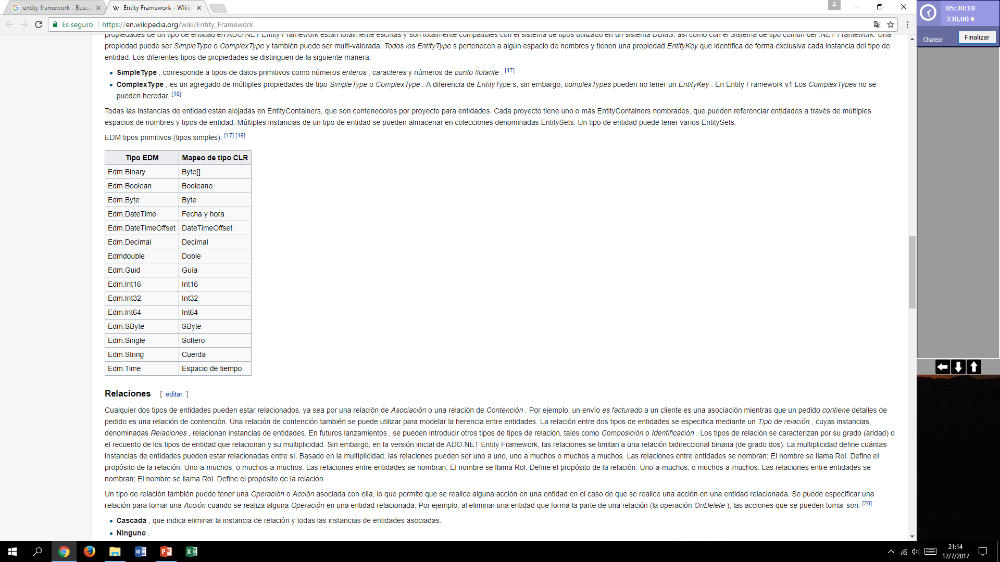 entity framework - Busca
Entity Framework - Wikip
Es seguro
https://en.wikipedia.org/wiki/Entity_Framework
05:30:18
330,00 €
Chatear
Finalizar
propiedades de un tipo de entidad en ADO.NET Entity Framework están totalmente escritas y son totalmente compatibles con el sistema de tipos utilizado en un sistema DBMS, así como con el Sistema de tipo común del .NET Framework. Una
propiedad puede ser SimpleType o ComplexType y también puede ser multi-valorada. Todos los EntityType s pertenecen a algún espacio de nombres y tienen una propiedad EntityKey que identifica de forma exclusiva cada instancia del tipo de
entidad. Los diferentes tipos de propiedades se distinguen de la siguiente manera:
• SimpleType , corresponde a tipos de datos primitivos como números enteros , caracteres y números de punto flotante . [17]
• ComplexType , es un agregado de múltiples propiedades de tipo SimpleType o ComplexType . A diferencia de EntityType s, sin embargo, complexTypes pueden no tener un EntityKey . En Entity Framework v1 Los ComplexTypes no se
pueden heredar. [18]
Todas las instancias de entidad están alojadas en EntityContainers, que son contenedores por proyecto para entidades. Cada proyecto tiene uno o más EntityContainers nombrados, que pueden referenciar entidades a través de múltiples
espacios de nombres y tipos de entidad. Múltiples instancias de un tipo de entidad se pueden almacenar en colecciones denominadas EntitySets. Un tipo de entidad puede tener varios EntitySets.
EDM tipos primitivos (tipos simples): [17] [19]
Tipo EDM Mapeo de tipo CLR
Edm.Binary Byte[]
Edm.Boolean Booleano
Edm.Byte Byte
Edm.DateTime Fecha y hora
Edm.DateTimeOffset DateTimeOffset
Edm.Decimal Decimal
Edmdouble Doble
Edm.Guid Guía
Edm.Int16 Int16
Edm.Int32 Int32
Edm.Int64 Int64
Edm.SByte SByte
Edm.Single Soltero
Edm.String Cuerda
Edm.Time Espacio de tiempo
Relaciones [ editar ]
Cualquier dos tipos de entidades pueden estar relacionados, ya sea por una relación de Asociación o una relación de Contención . Por ejemplo, un envío es facturado a un cliente es una asociación mientras que un pedido contiene detalles de
pedido es una relación de contención. Una relación de contención también se puede utilizar para modelar la herencia entre entidades. La relación entre dos tipos de entidades se especifica mediante un Tipo de relación , cuyas instancias,
denominadas Relaciones , relacionan instancias de entidades. En futuros lanzamientos , se pueden introducir otros tipos de tipos de relación, tales como Composición o Identificación . Los tipos de relación se caracterizan por su grado (aridad) o
el recuento de los tipos de entidad que relacionan y su multiplicidad. Sin embargo, en la versión inicial de ADO.NET Entity Framework, las relaciones se limitan a una relación bidireccional binaria (de grado dos). La multiplicidad define cuántas
instancias de entidades pueden estar relacionadas entre sí. Basado en la multiplicidad, las relaciones pueden ser uno a uno, uno a muchos o muchos a muchos. Las relaciones entre entidades se nombran; El nombre se llama Rol. Define el
propósito de la relación. Uno-a-muchos, o muchos-a-muchos. Las relaciones entre entidades se nombran; El nombre se llama Rol. Define el propósito de la relación. Uno-a-muchos, o muchos-a-muchos. Las relaciones entre entidades se
nombran; El nombre se llama Rol. Define el propósito de la relación.
Un tipo de relación también puede tener una Operación o Acción asociada con ella, lo que permite que se realice alguna acción en una entidad en el caso de que se realice una acción en una entidad relacionada. Se puede especificar una
relación para tomar una Acción cuando se realiza alguna Operación en una entidad relacionada. Por ejemplo, al eliminar una entidad que forma la parte de una relación (la operación OnDelete ), las acciones que se pueden tomar son: [20]
• Cascada , que indica eliminar la instancia de relación y todas las instancias de entidades asociadas.
• Ninguno .
21:14
17/7/2017